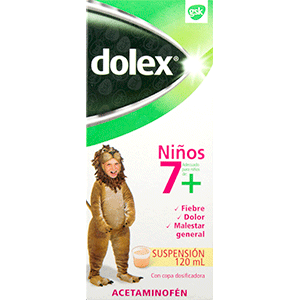 gsk
dolex®
Niños
7+
✓ Fiebre
✓ Dolor
✓ Malestar
general
SUSPENSIÓN
120 mL
Con copa dosificadora
ACETAMINOFÉN